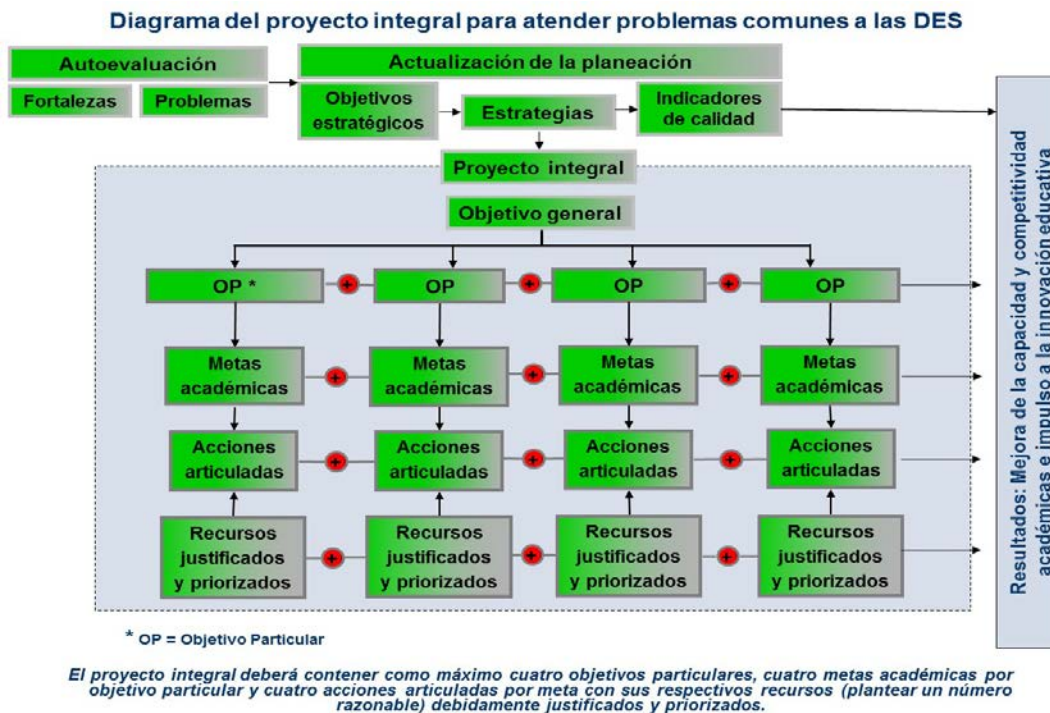 Diagrama del proyecto integral para atender problemas comunes a las DES
Autoevaluación
Actualización de la planeación
Fortalezas
Problemas
Objetivos
estratégicos
Estrategias
Indicadores
de calidad
Proyecto integral
Objetivo general
OP *
+
OP
+
OP
+
OP
Metas
académicas
+
Metas
académicas
+
Metas
académicas
+
Metas
académicas
Acciones
articuladas
+
Acciones
articuladas
+
Acciones
articuladas
+
Acciones
articuladas
Recursos
justificados
y priorizados
+
Recursos
justificados
y priorizados
+
Recursos
justificados
y priorizados
+
Recursos
justificados
y priorizados
Resultados: Mejora de la capacidad y competitividad
académicas e impulso a la innovación educativa
* OP = Objetivo Particular
El proyecto integral deberá contener como máximo cuatro objetivos particulares, cuatro metas académicas por
objetivo particular y cuatro acciones articuladas por meta con sus respectivos recursos (plantear un número
razonable) debidamente justificados y priorizados.